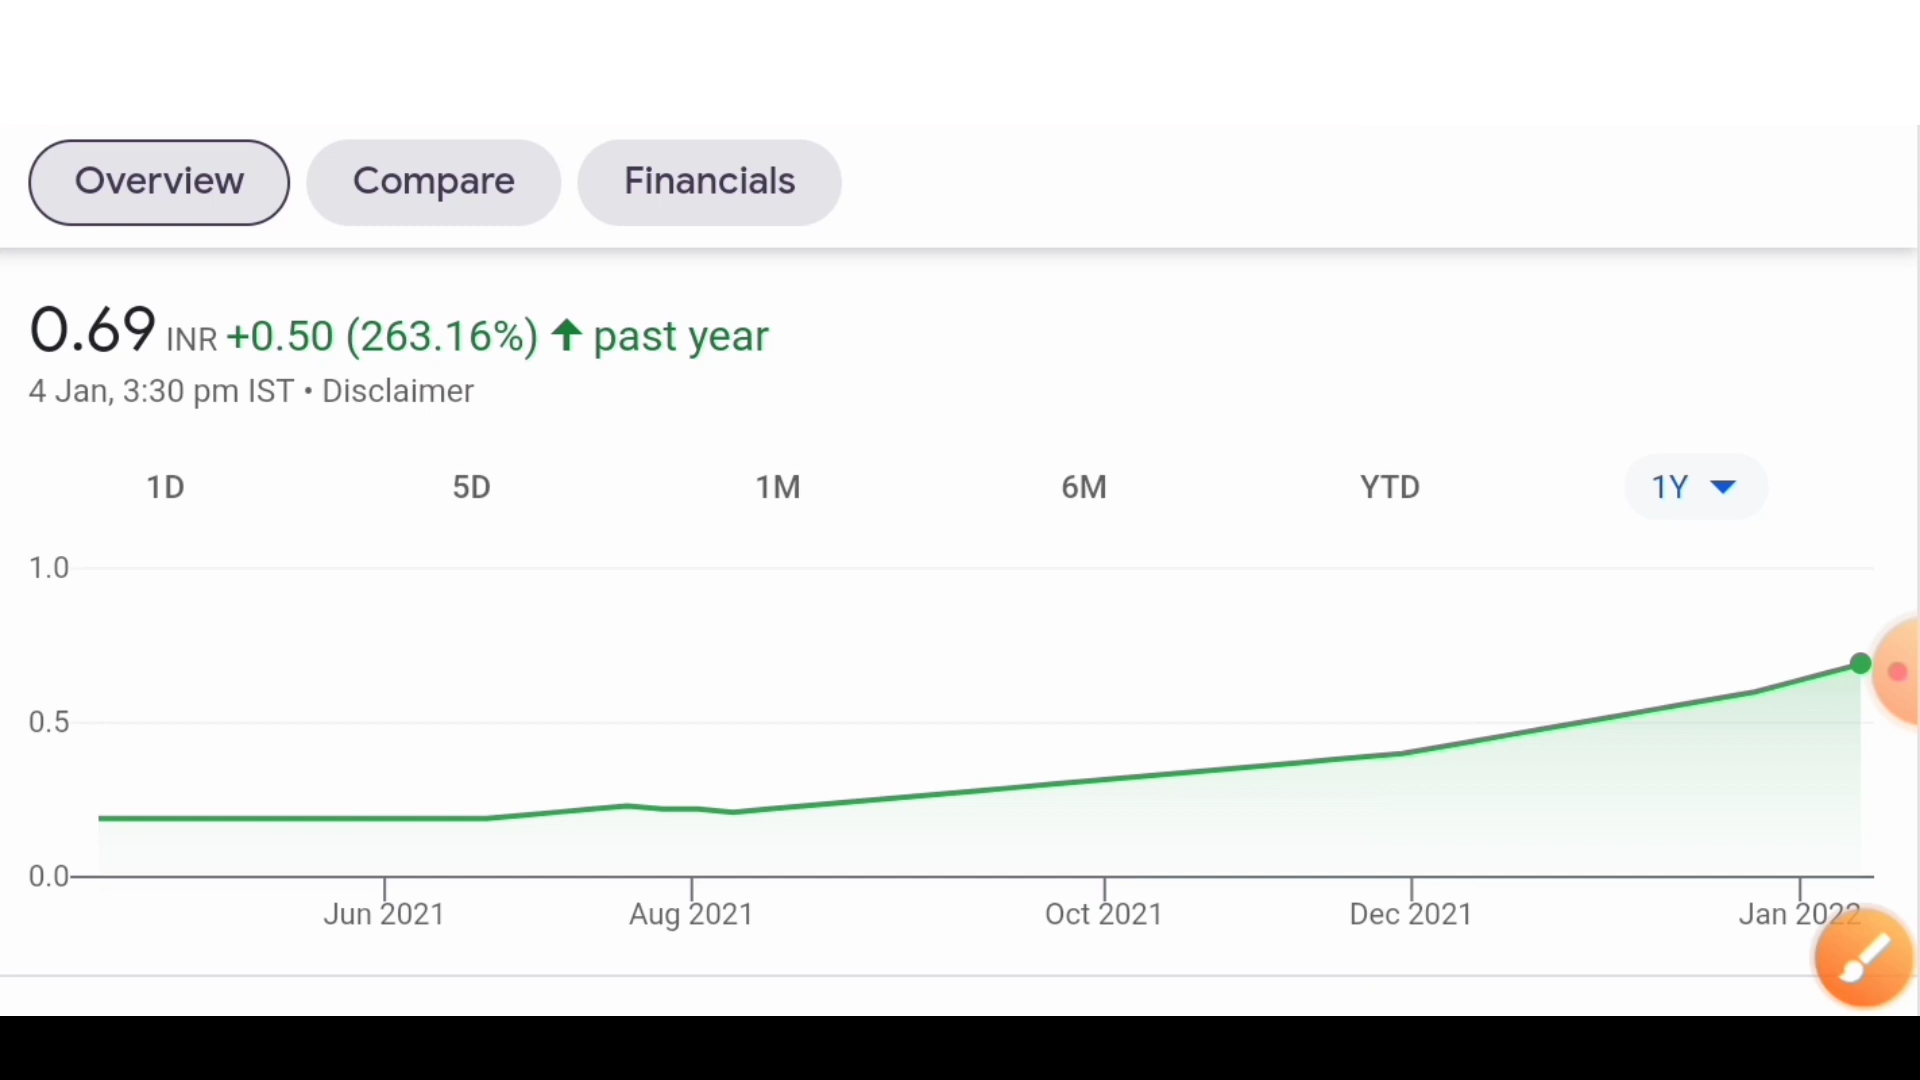 Overview Compare Financials
0.69 INR +0.50 (263.16%) ↑ past year
4 Jan, 3:30 pm IST • Disclaimer
1D 5D 1M 6M YTD 1Y
1.0
0.5
0.0
Jun 2021 Aug 2021 Oct 2021 Dec 2021 Jan 2022